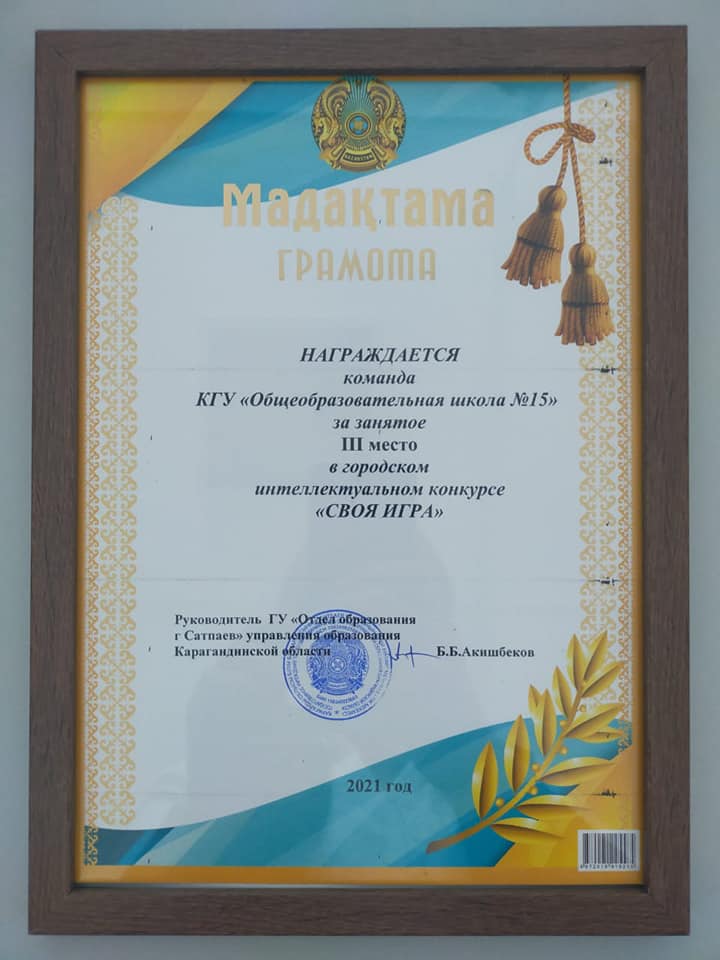 ҚАЗАҚСТАН
Мадақтама
ГРАМОТА
НАГРАЖДАЕТСЯ
команда
КГУ «Общеобразовательная школа №15»
за занятое
III место
в городском
интеллектуальном конкурсе
«СВОЯ ИГРА»
Руководитель ГУ «Отдел образования
г Сатпаев» управления образования
Карагандинской области Б.Б.Акишбеков
2021 год